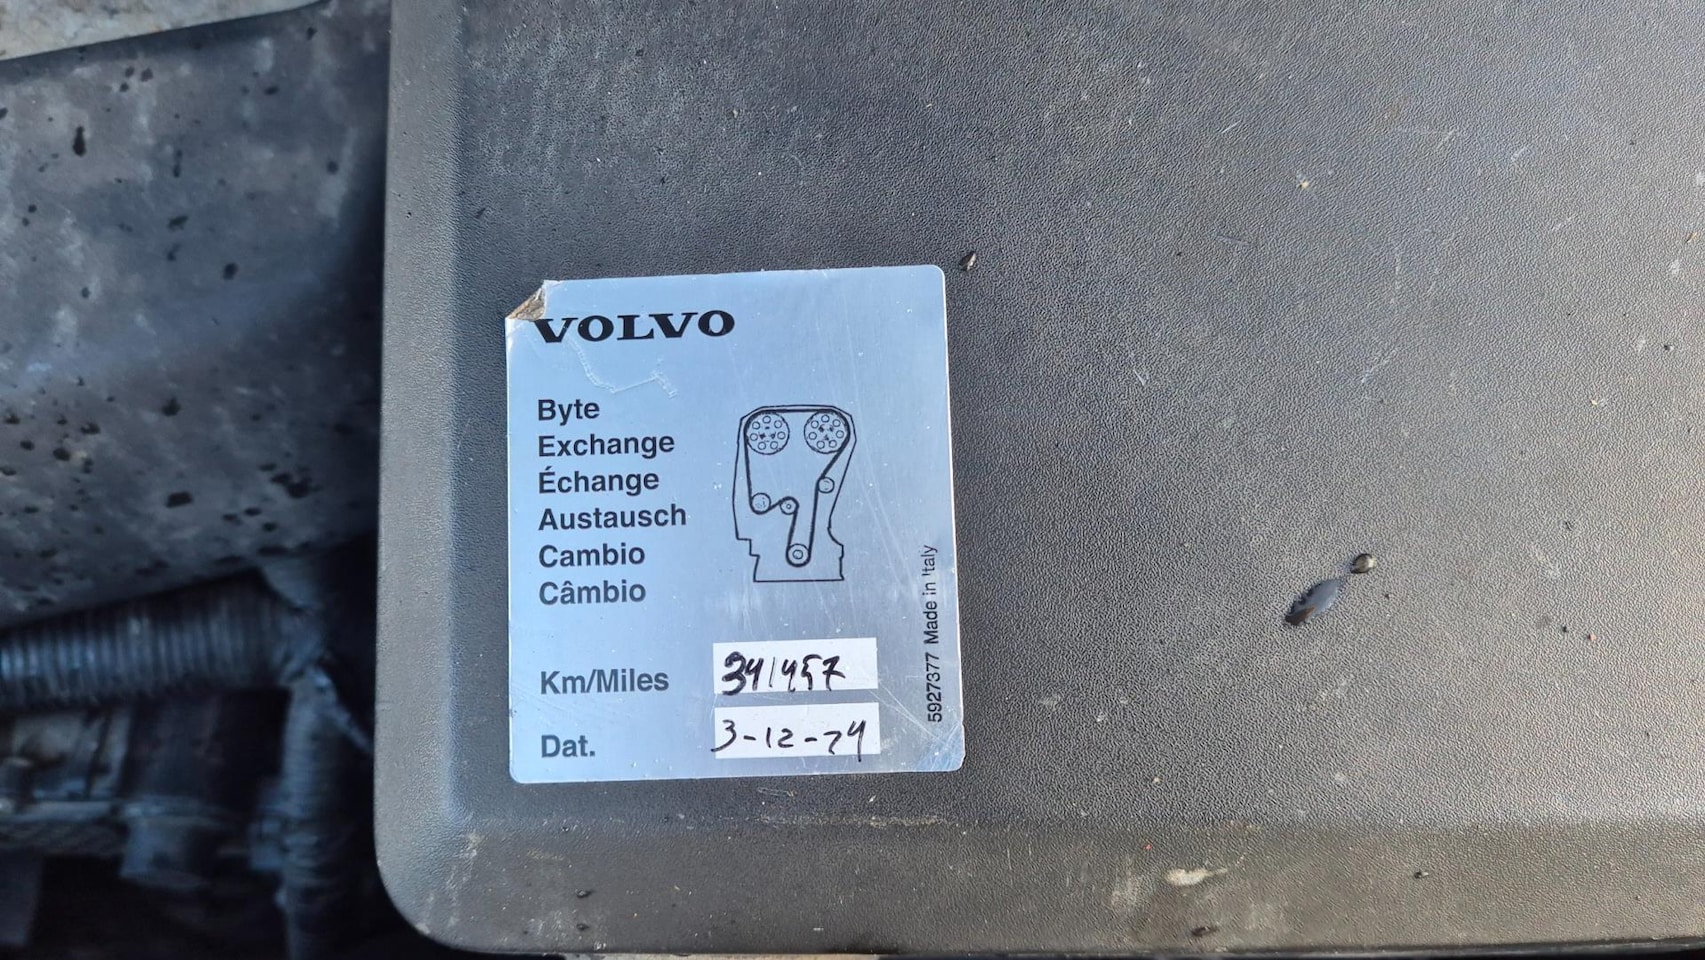 VOLVO
Byte
Exchange
Échange
Austausch
Cambio
Câmbio
Km/Miles 341457
Dat. 3-12-24
5927377 Made in Italy